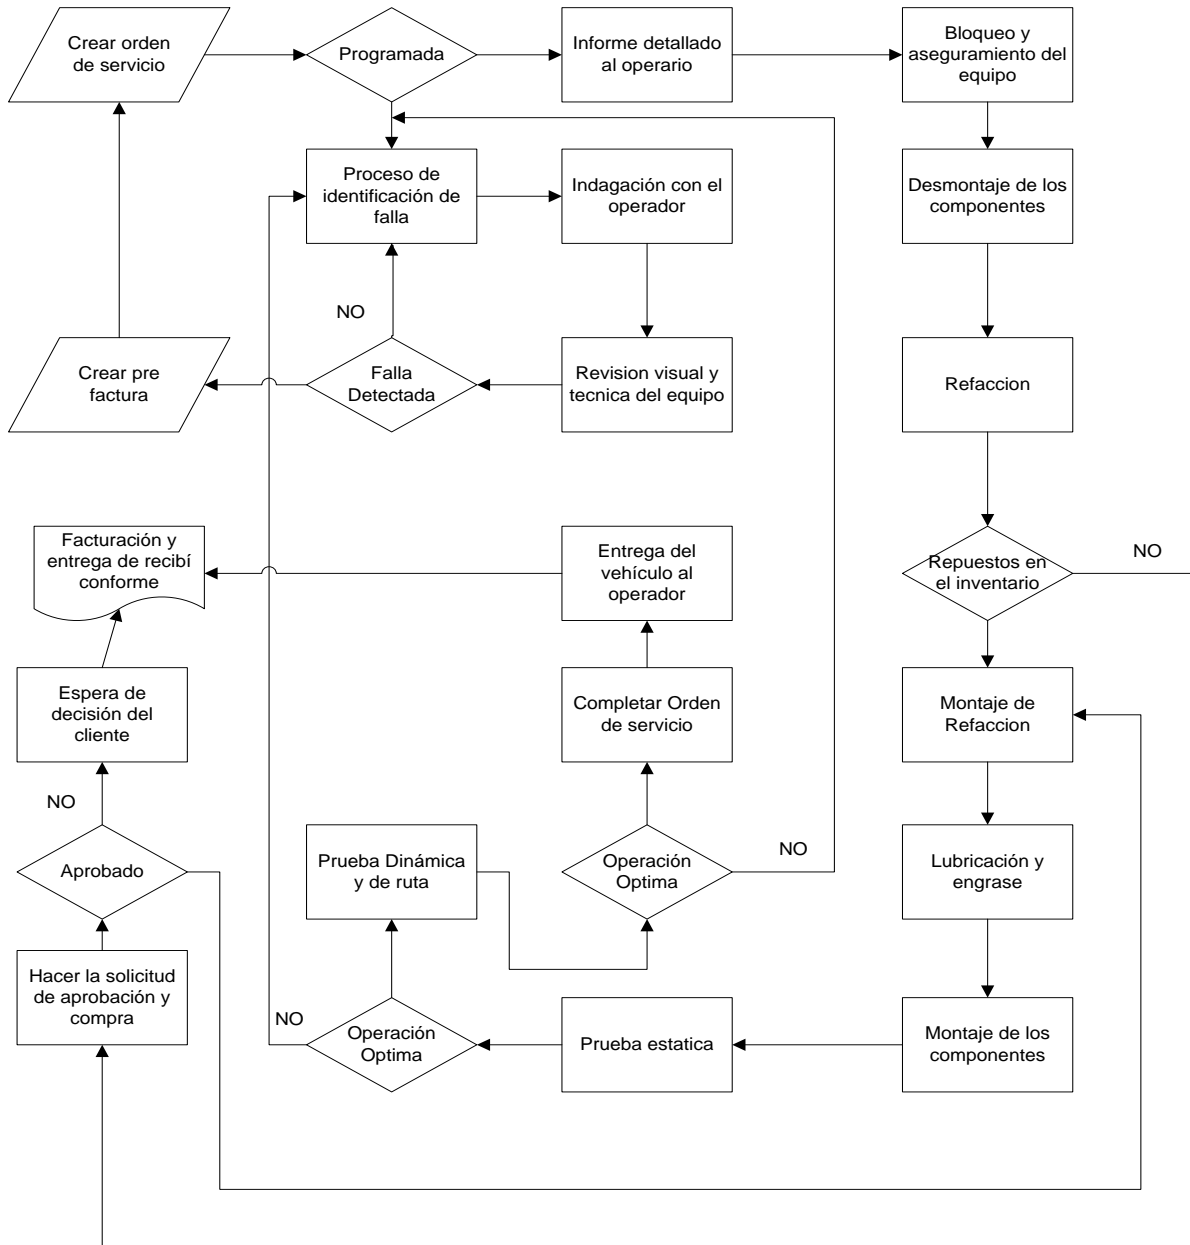 Crear orden
de servicio
Programada
Informe detallado
al operario
Bloqueo y
aseguramiento del
equipo
Proceso de
identificación de
falla
Indagación con el
operador
Desmontaje de los
componentes
NO
Crear pre
factura
Falla
Detectada
Revision visual y
tecnica del equipo
Refaccion
Facturación y
entrega de recibí
conforme
Entrega del
vehículo al
operador
Repuestos en
el inventario
NO
Espera de
decisión del
cliente
Completar Orden
de servicio
Montaje de
Refaccion
NO
Aprobado
Prueba Dinámica
y de ruta
Operación
Optima
NO
Lubricación y
engrase
Hacer la solicitud
de aprobación y
compra
NO
Operación
Optima
Prueba estatica
Montaje de los
componentes